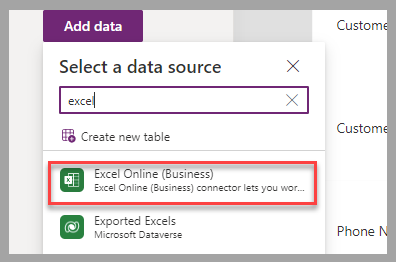 Add data
Custome
Select a data source
excel
Create new table
Custome
Excel Online (Business)
Excel Online (Business) connector lets you wor...
Exported Excels
Microsoft Dataverse
Phone N